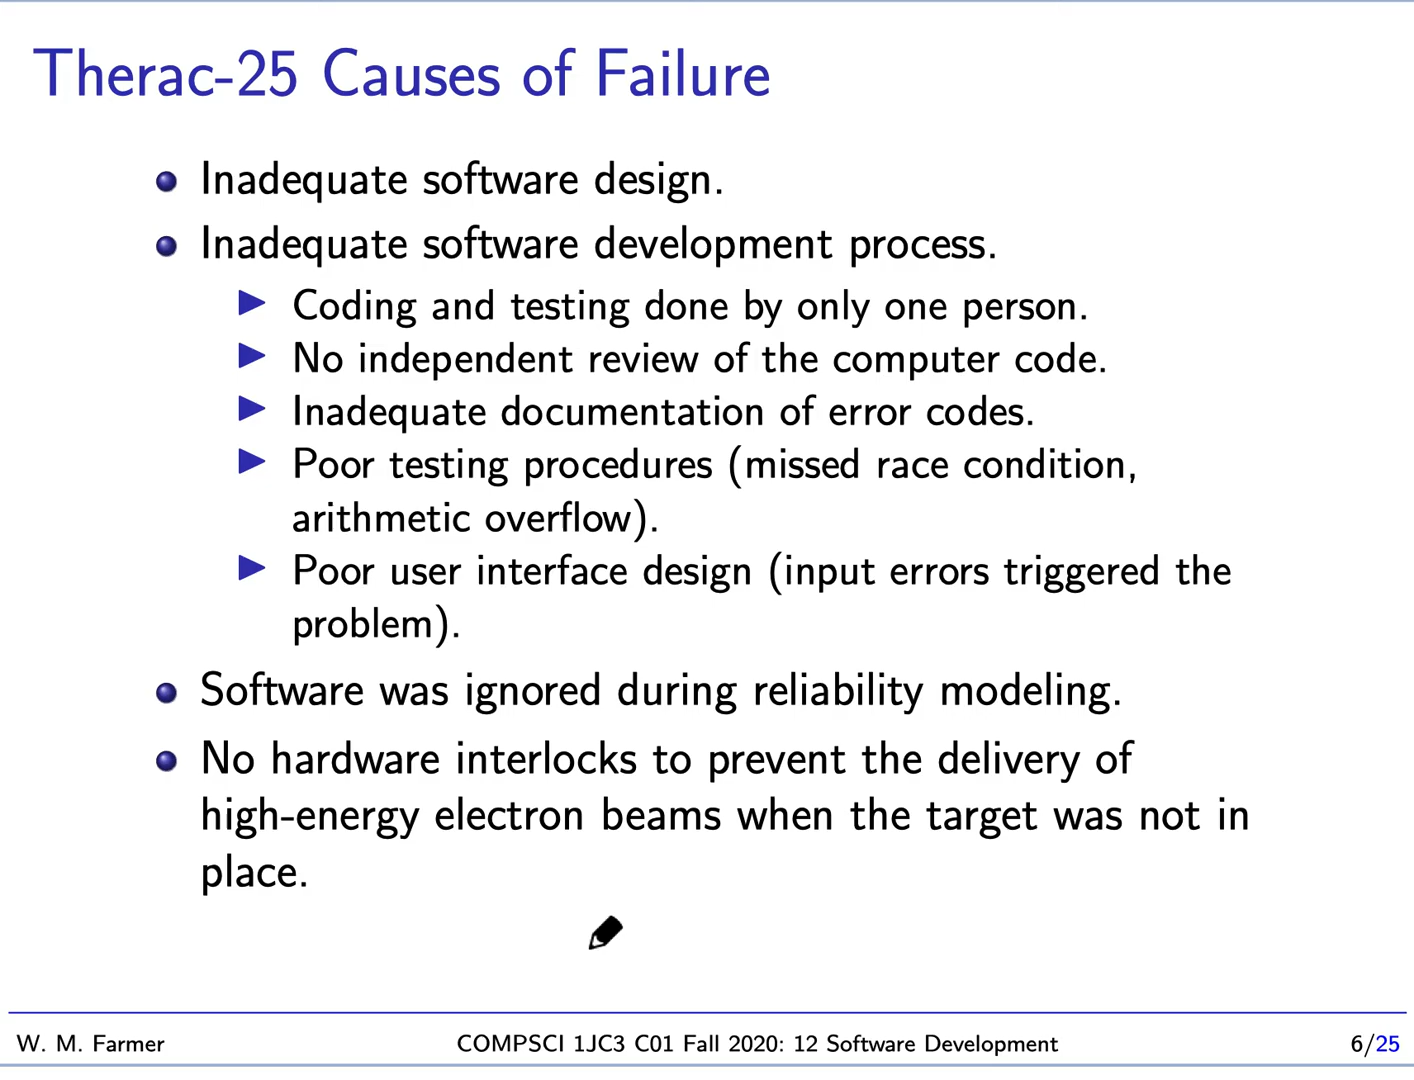 Therac-25 Causes of Failure
Inadequate software design.
Inadequate software development process.
Coding and testing done by only one person.
No independent review of the computer code.
Inadequate documentation of error codes.
Poor testing procedures (missed race condition,
arithmetic overflow).
Poor user interface design (input errors triggered the
problem).
Software was ignored during reliability modeling.
No hardware interlocks to prevent the delivery of
high-energy electron beams when the target was not in
place.
W. M. Farmer COMPSCI 1JC3 C01 Fall 2020: 12 Software Development 6/25